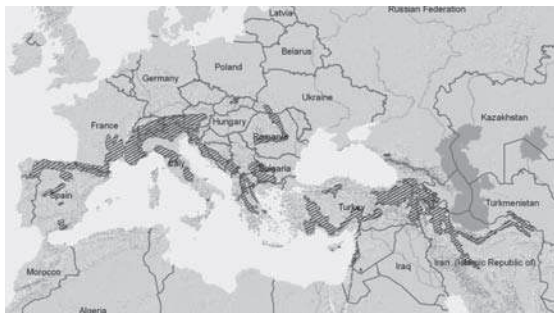 Latvia
Russian Federation
Belarus
Poland
Germany
Ukraine
Kazakhstan
France
Hungary
Romania
Italy
Bulgaria
Spain
Turkey
Turkmenistan
Iran (Islamic Republic of)
Iraq
Morocco
Algeria